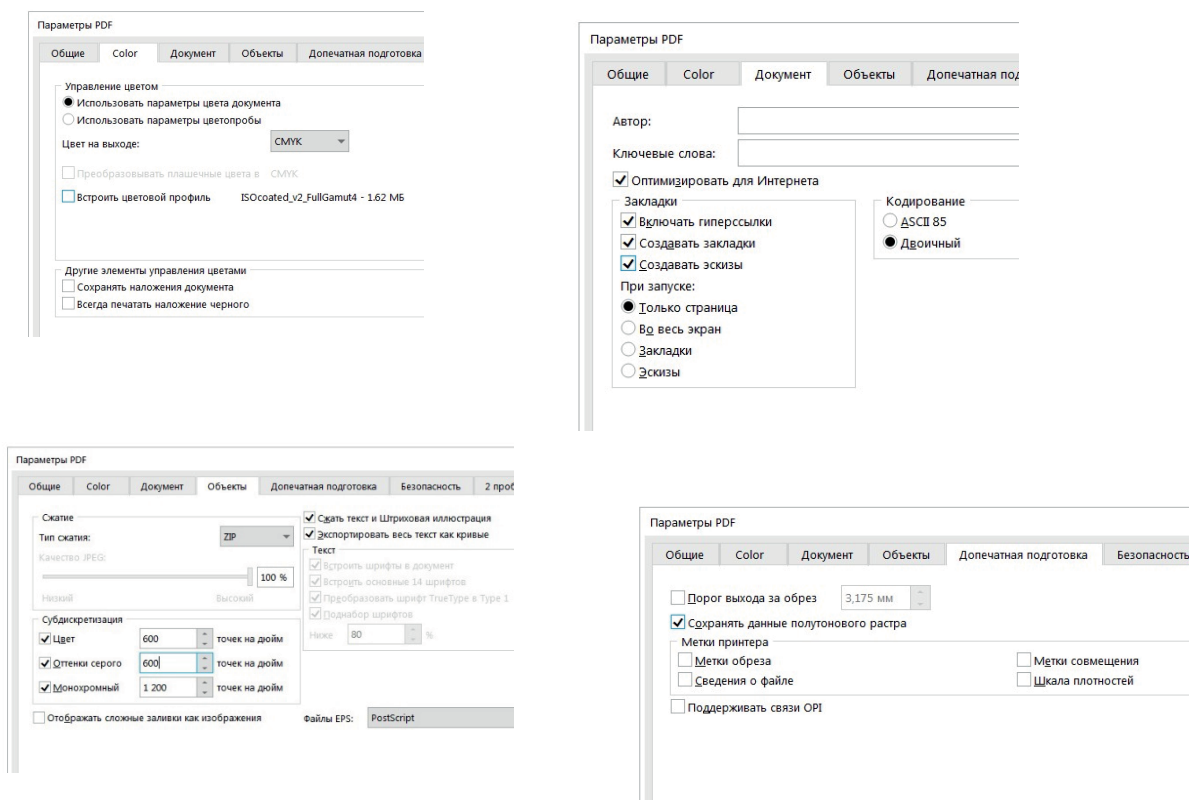 Параметры PDF
Общие Color Документ Объекты Допечатная подготовка
Управление цветом
Использовать параметры цвета документа
Использовать параметры цветопробы
Цвет на выходе: CMYK
Преобразовывать плашечные цвета в CMYK
Встроить цветовой профиль ISOcoated_v2_FullGamut4 - 1.62 МБ
Другие элементы управления цветами
Сохранять наложения документа
Всегда печатать наложение черного
Параметры PDF
Общие Color Документ Объекты Допечатная под
Автор:
Ключевые слова:
Оптимизировать для Интернета
Закладки
Включать гиперссылки
Создавать закладки
Создавать эскизы
При запуске:
Только страница
Во весь экран
Закладки
Эскизы
Кодирование
ASCII 85
Двоичный
Параметры PDF
Общие Color Документ Объекты Допечатная подготовка Безопасность 2 проб
Сжатие
Тип сжатия: ZIP
Качество JPEG:
100 %
Низкий Высокий
Субдискретизация
Цвет 600 точек на дюйм
Оттенки серого 600 точек на дюйм
Монохромный 1 200 точек на дюйм
Отображать сложные заливки как изображения
Сжать текст и Штриховая иллюстрация
Экспортировать весь текст как кривые
Текст
Встроить шрифты в документ
Встроить основные 14 шрифтов
Преобразовать шрифт TrueType в Type 1
Поднабор шрифтов
Ниже 80 %
Файлы EPS: PostScript
Параметры PDF
Общие Color Документ Объекты Допечатная подготовка Безопасность
Порог выхода за обрез 3,175 мм
Сохранять данные полутонового растра
Метки принтера
Метки обреза Метки совмещения
Сведения о файле Шкала плотностей
Поддерживать связи OPI